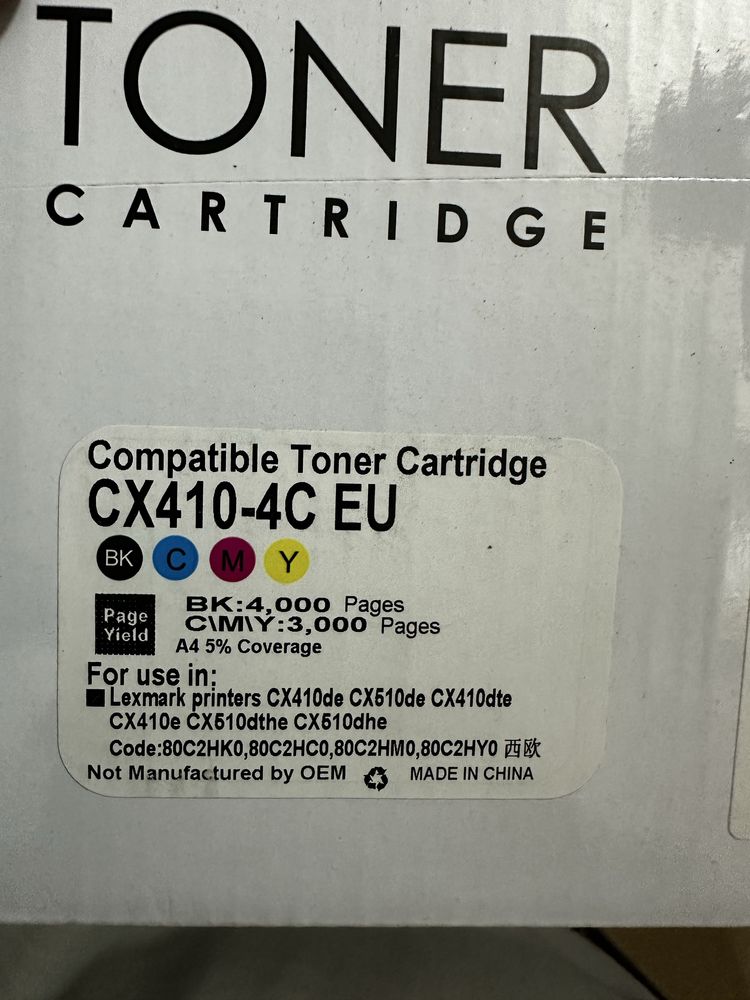 TONER
CARTRIDGE
Compatible Toner Cartridge
CX410-4C EU
BK C M Y
Page Yield
BK:4,000 Pages
C\M\Y:3,000 Pages
A4 5% Coverage
For use in:
Lexmark printers CX410de CX510de CX410dte
CX410e CX510dthe CX510dhe
Code:80C2HK0,80C2HC0,80C2HM0,80C2HY0 西欧
Not Manufactured by OEM MADE IN CHINA